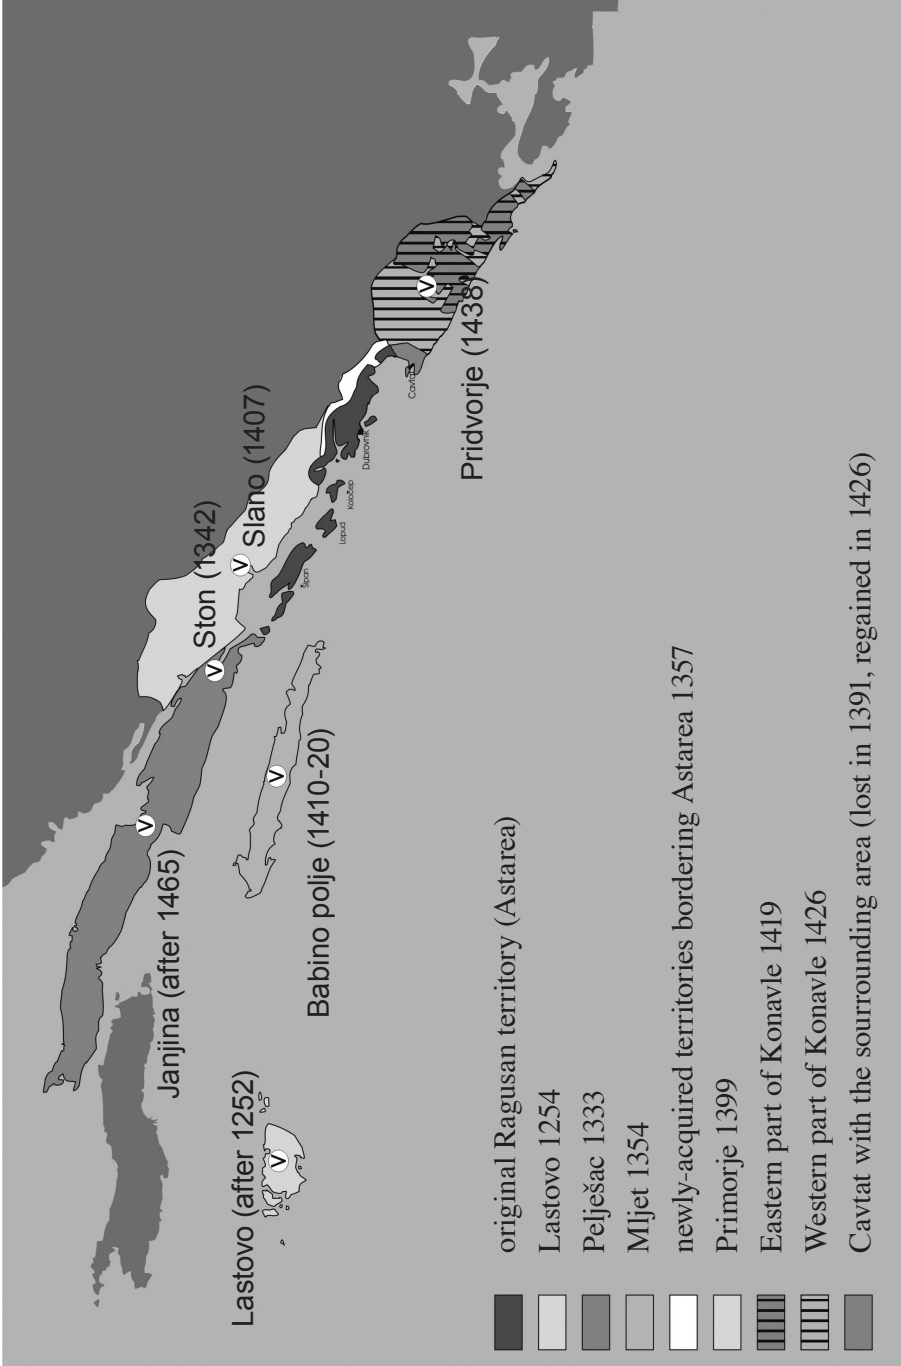 Janjina (after 1465)
Ston (1342)
Slano (1407)
Lastovo (after 1252)
Babino polje (1410-20)
Pridvorje (1438)
V
V
V
V
V
V
Šipan
Lopud
Koločep
Dubrovnik
Cavtat
original Ragusan territory (Astarea)
Lastovo 1254
Pelješac 1333
Mljet 1354
newly-acquired territories bordering Astarea 1357
Primorje 1399
Eastern part of Konavle 1419
Western part of Konavle 1426
Cavtat with the sourrounding area (lost in 1391, regained in 1426)